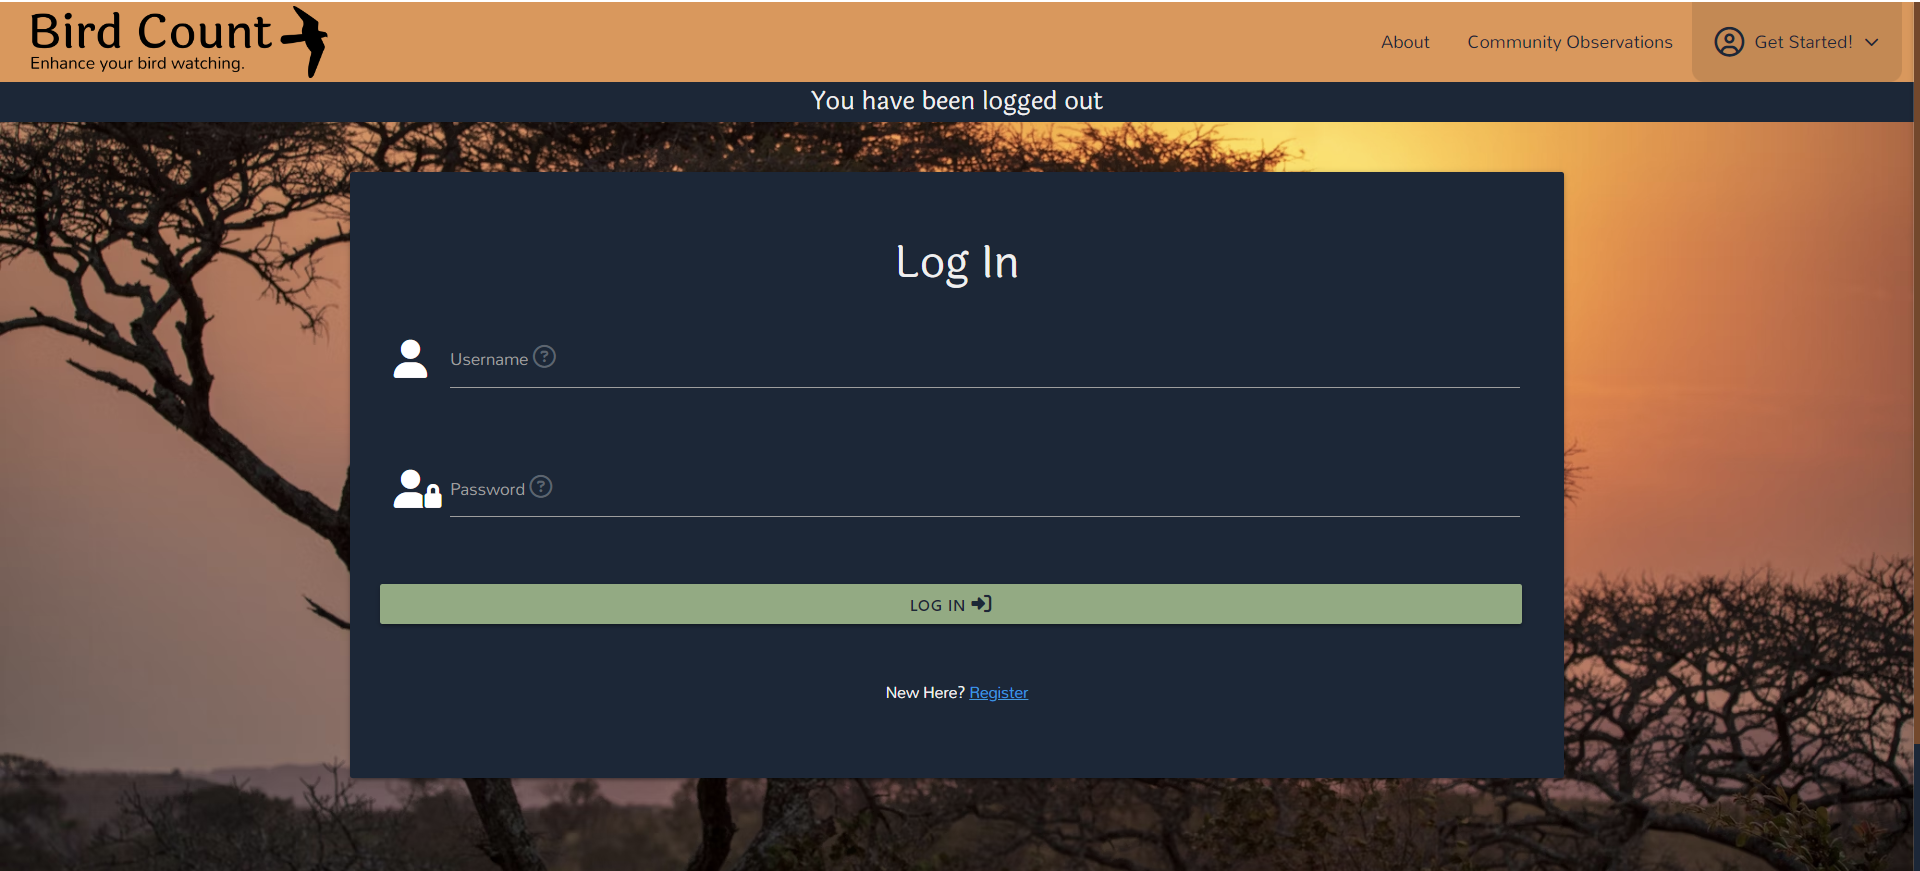 Bird Count
Enhance your bird watching.
About
Community Observations
Get Started!
You have been logged out
Log In
Username ?
Password ?
LOG IN
New Here? Register